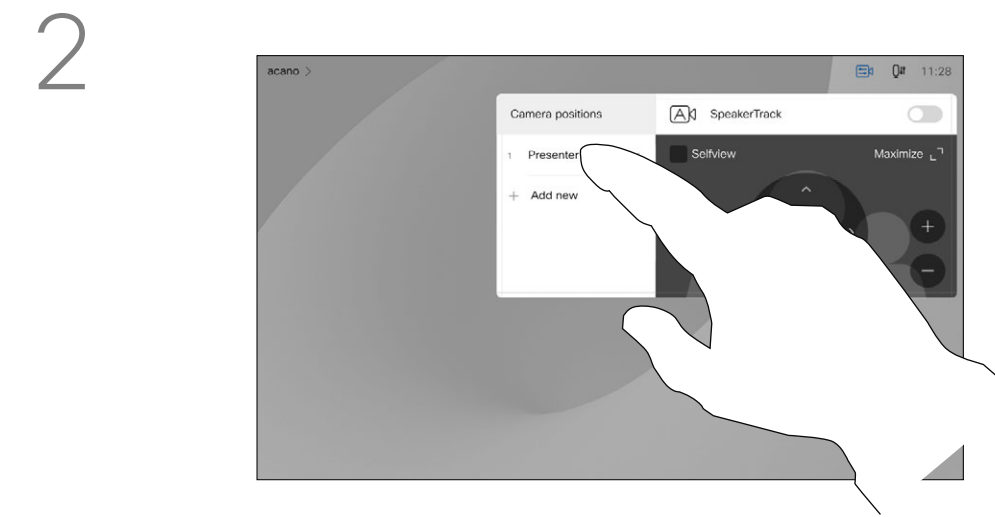 2
acano >
11:28
Camera positions
A SpeakerTrack
1 Presenter
Selfview
Maximize
+ Add new